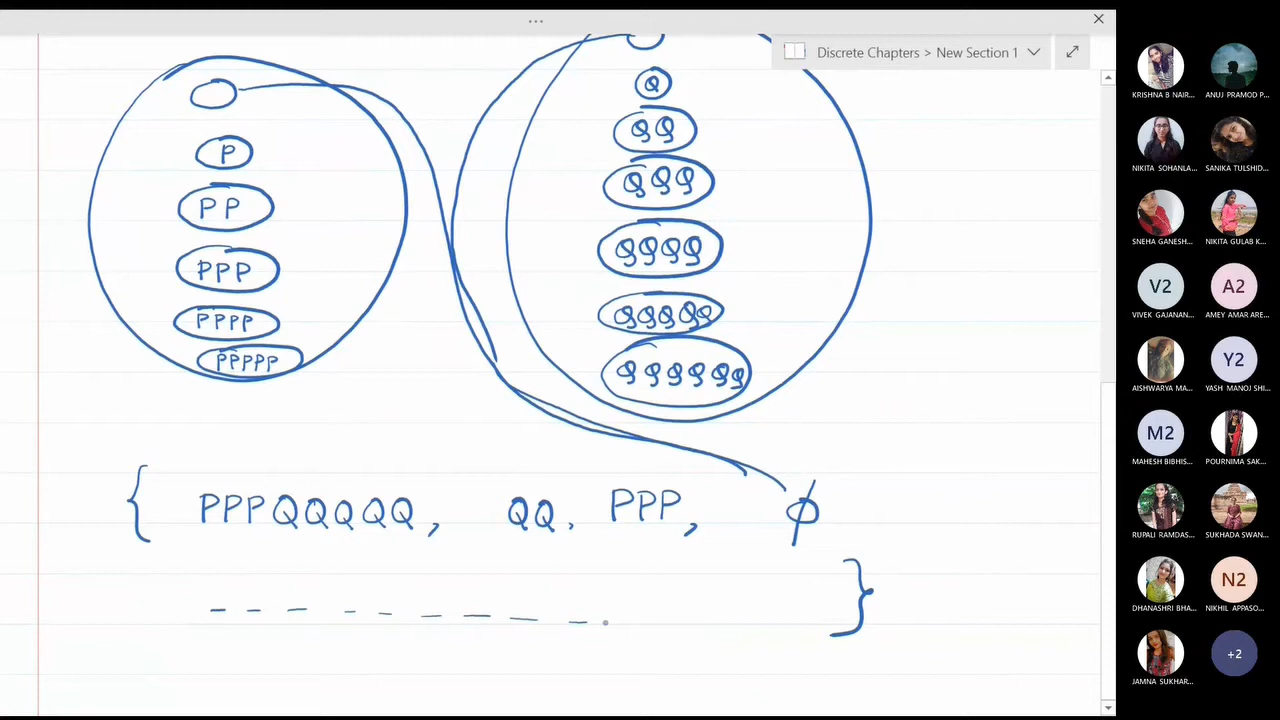 Discrete Chapters > New Section 1
P
PP
PPP
PPPP
PPPPP
Q
QQ
QQQ
QQQQ
QQQQQ
QQQQQQ
{ PPPQQQQQ, QQ, PPP, ϕ
}
KRISHNA B NAIR...
ANUJ PRAMOD P...
NIKITA SOHANLA...
SANIKA TULSHID...
SNEHA GANESH...
NIKITA GULAB K...
V2
VIVEK GAJANAN...
A2
AMEY AMAR ARE...
AISHWARYA MA...
Y2
YASH MANOJ SHI...
M2
MAHESH BIBHIS...
POURNIMA SAK...
RUPALI RAMDAS...
SUKHADA SWAN...
DHANASHRI BHA...
N2
NIKHIL APPASO...
JAMNA SUKHAR...
+2